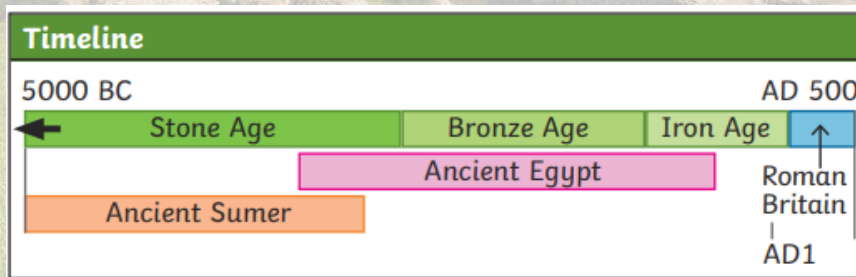 Timeline
5000 BC AD 500
Stone Age Bronze Age Iron Age
Ancient Egypt
Roman
Britain
Ancient Sumer
AD1